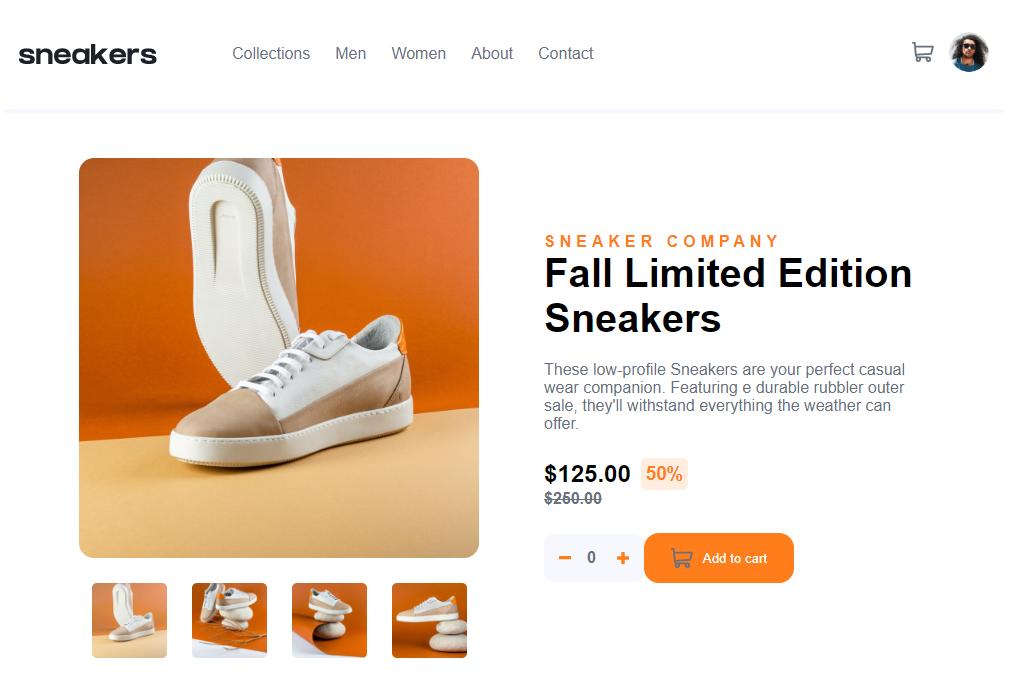 sneakers Collections Men Women About Contact
SNEAKER COMPANY
Fall Limited Edition
Sneakers
These low-profile Sneakers are your perfect casual
wear companion. Featuring e durable rubbler outer
sale, they'll withstand everything the weather can
offer.
$125.00 50%
$250.00
− 0 + Add to cart